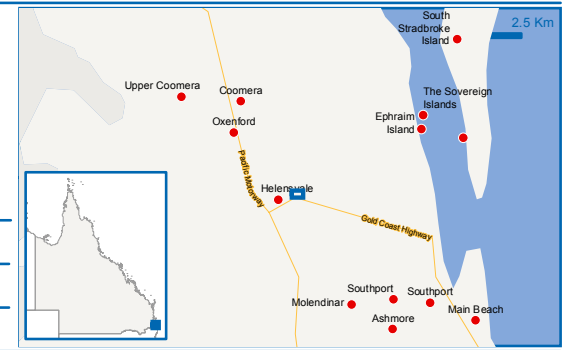 South
Stradbroke
Island
2.5 Km
Upper Coomera
Coomera
The Sovereign
Islands
Oxenford
Ephraim
Island
Pacific Motorway
Helensvale
Gold Coast Highway
Southport
Southport
Molendinar
Main Beach
Ashmore